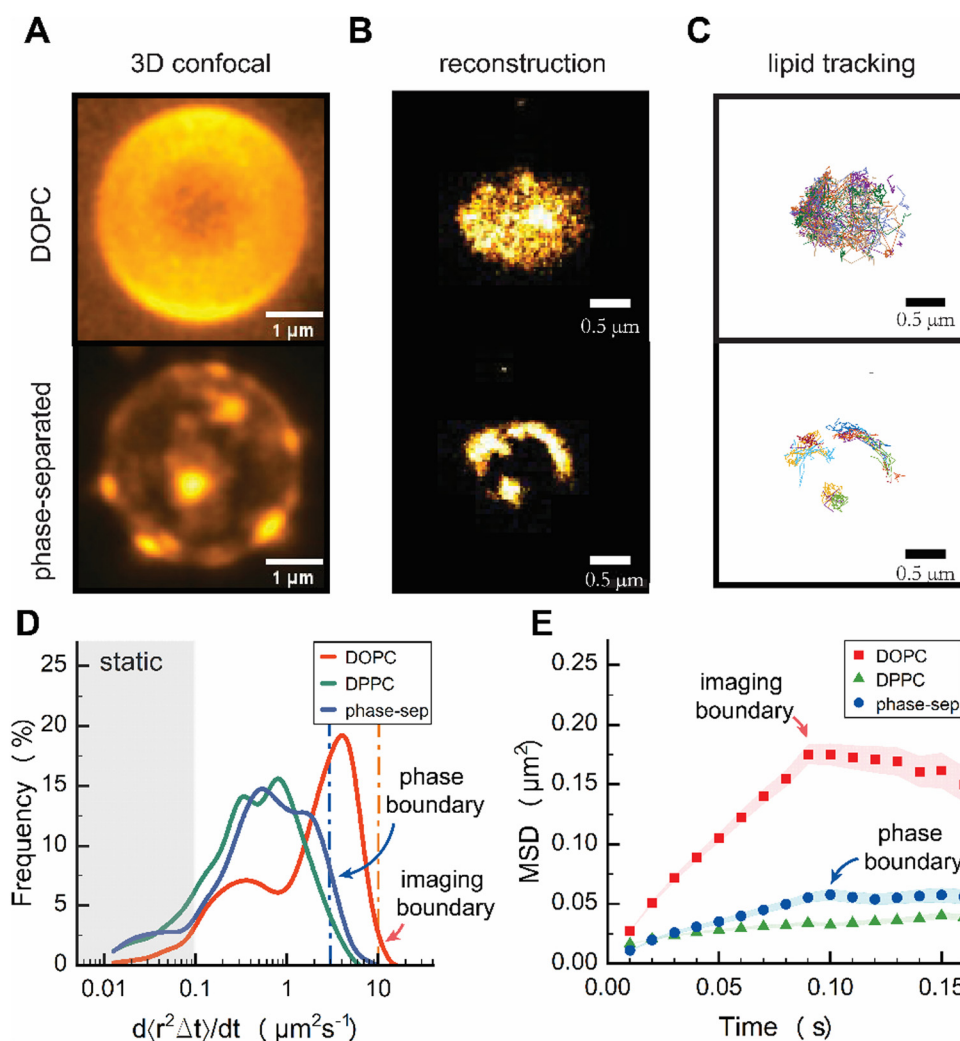 A
B
C
3D confocal
reconstruction
lipid tracking
DOPC
1 µm
0.5 µm
0.5 µm
phase-separated
1 µm
0.5 µm
0.5 µm
D
E
25
20
15
10
5
0
Frequency (%)
static
DOPC
DPPC
phase-sep
phase
boundary
imaging
boundary
0.01
0.1
1
10
d⟨r²Δt⟩/dt (µm²s⁻¹)
0.25
0.20
0.15
0.10
0.05
0.00
MSD (µm²)
DOPC
DPPC
phase-sep
imaging
boundary
phase
boundary
0.00
0.05
0.10
0.15
Time (s)